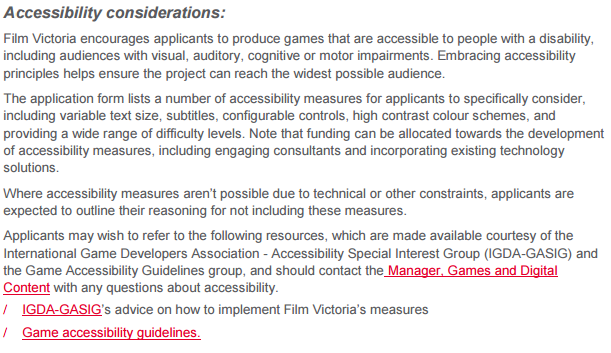 Accessibility considerations:
Film Victoria encourages applicants to produce games that are accessible to people with a disability,
including audiences with visual, auditory, cognitive or motor impairments. Embracing accessibility
principles helps ensure the project can reach the widest possible audience.
The application form lists a number of accessibility measures for applicants to specifically consider,
including variable text size, subtitles, configurable controls, high contrast colour schemes, and
providing a wide range of difficulty levels. Note that funding can be allocated towards the development
of accessibility measures, including engaging consultants and incorporating existing technology
solutions.
Where accessibility measures aren't possible due to technical or other constraints, applicants are
expected to outline their reasoning for not including these measures.
Applicants may wish to refer to the following resources, which are made available courtesy of the
International Game Developers Association - Accessibility Special Interest Group (IGDA-GASIG) and
the Game Accessibility Guidelines group, and should contact the Manager, Games and Digital
Content with any questions about accessibility.
/ IGDA-GASIG's advice on how to implement Film Victoria's measures
/ Game accessibility guidelines.